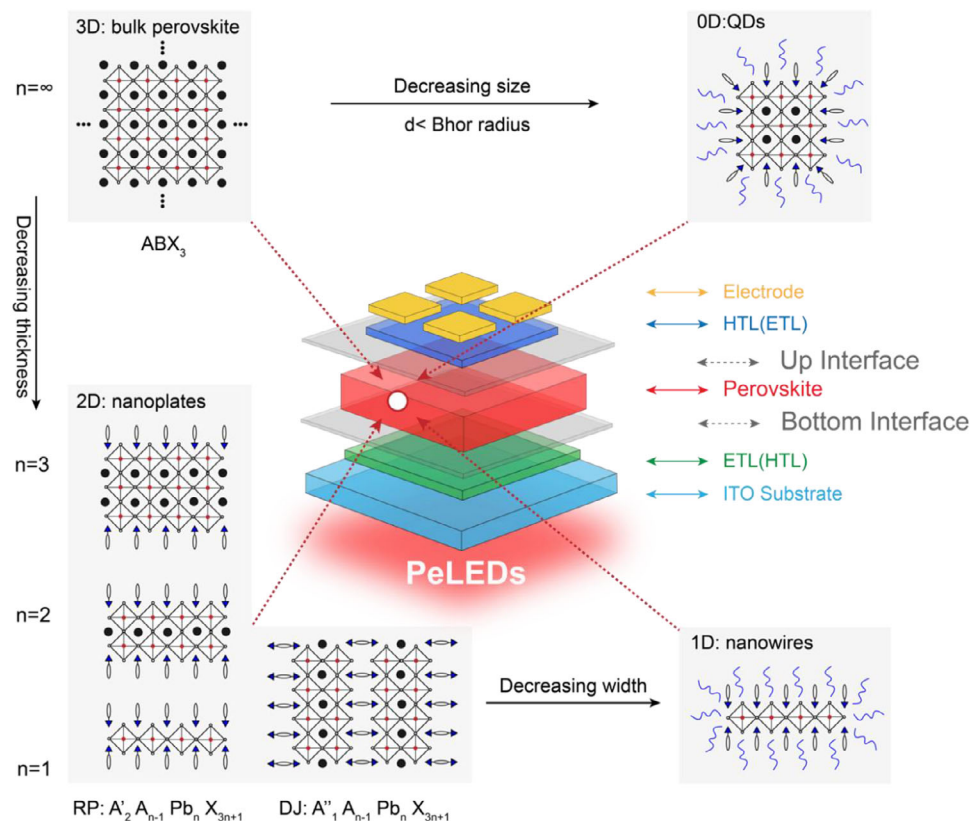 3D: bulk perovskite
0D:QDs
n=∞
Decreasing size
d< Bhor radius
Decreasing thickness
ABX₃
Electrode
HTL(ETL)
Up Interface
Perovskite
Bottom Interface
ETL(HTL)
ITO Substrate
2D: nanoplates
n=3
PeLEDs
n=2
1D: nanowires
Decreasing width
n=1
RP: A'₂ Aₙ₋₁ Pbₙ X₃ₙ₊₁
DJ: A''₁ Aₙ₋₁ Pbₙ X₃ₙ₊₁